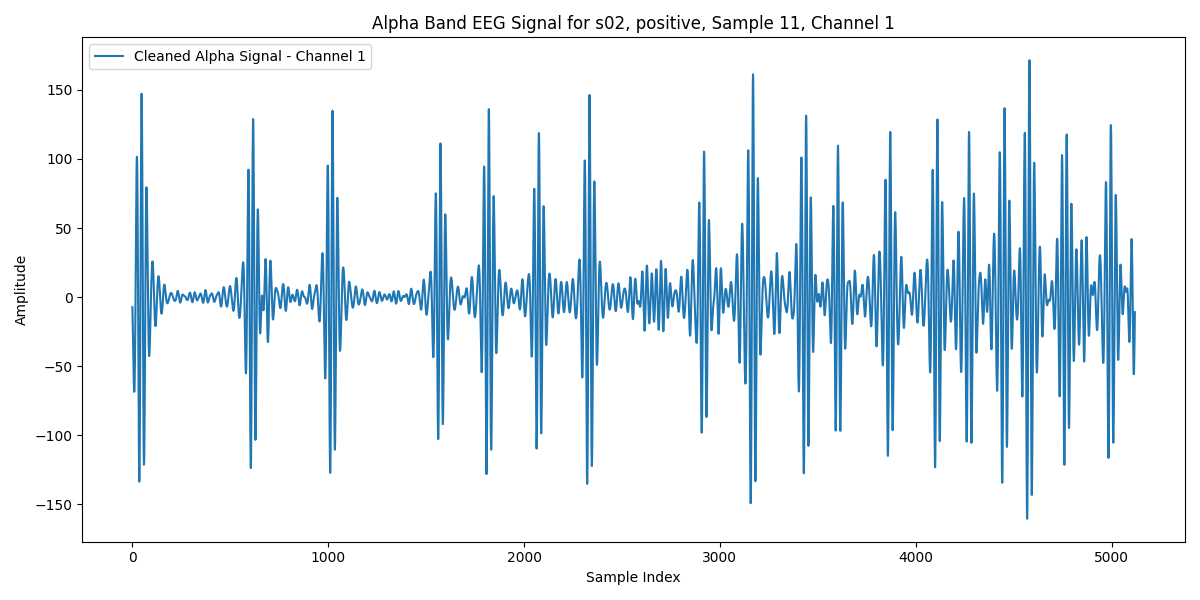 Alpha Band EEG Signal for s02, positive, Sample 11, Channel 1
Cleaned Alpha Signal - Channel 1
Amplitude
150
100
50
0
−50
−100
−150
0 1000 2000 3000 4000 5000
Sample Index